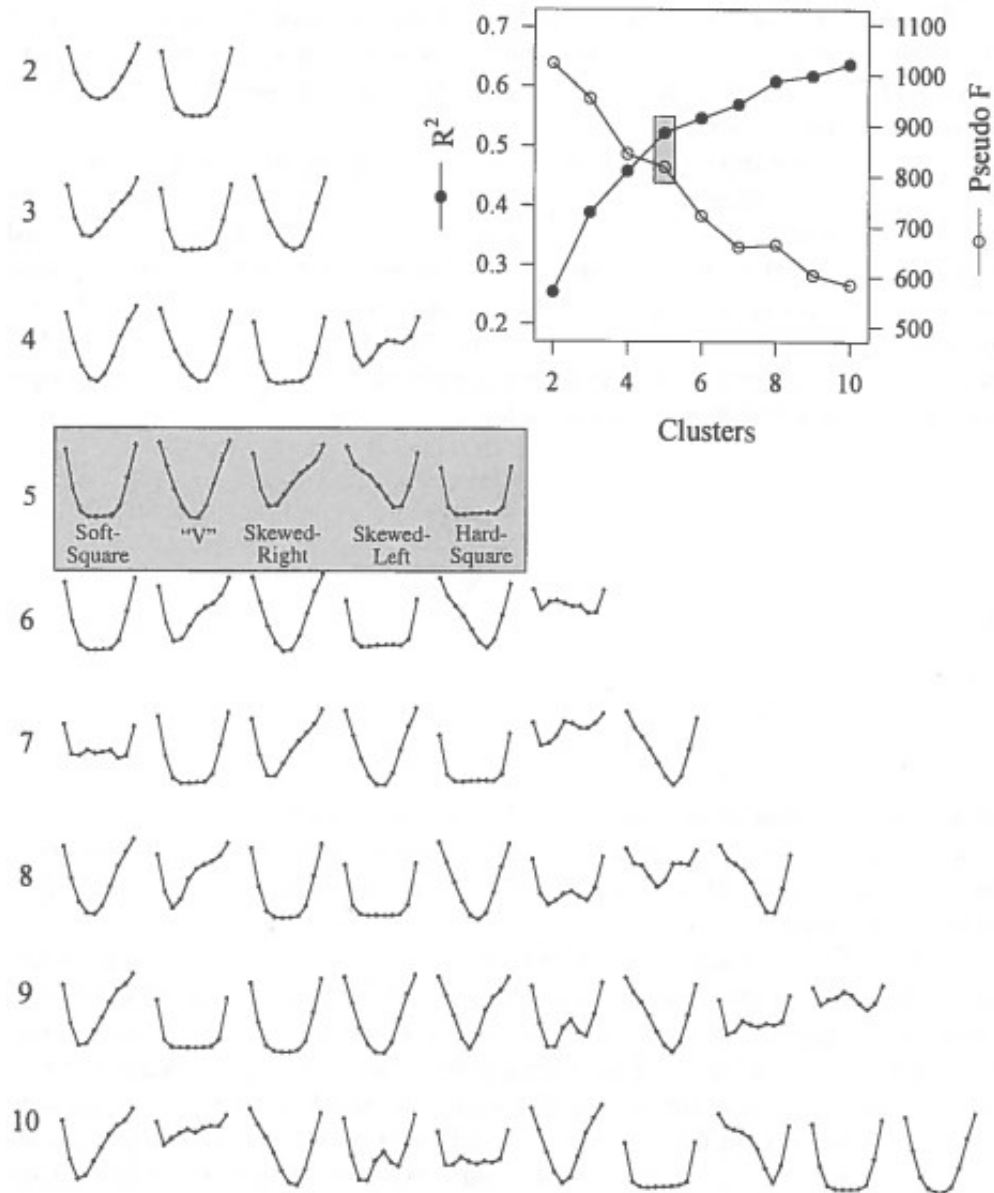 0.7
0.6
0.5
0.4
0.3
0.2
R²
1100
1000
900
800
700
600
500
Pseudo F
2 4 6 8 10
Clusters
2
3
4
5
Soft-
Square
“V”
Skewed-
Right
Skewed-
Left
Hard-
Square
6
7
8
9
10